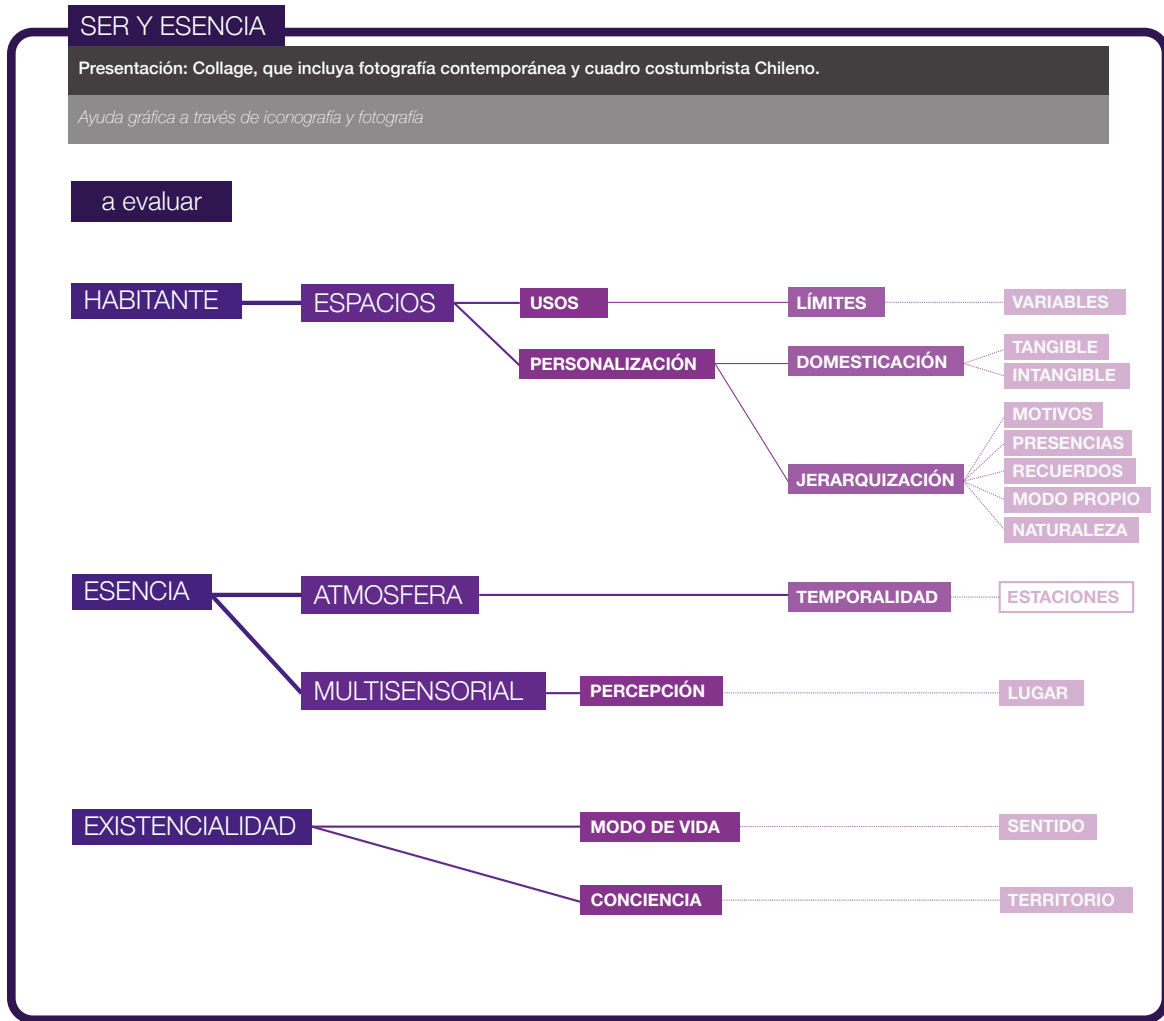 SER Y ESENCIA
Presentación: Collage, que incluya fotografía contemporánea y cuadro costumbrista Chileno.
Ayuda gráfica a través de iconografía y fotografía
a evaluar
HABITANTE
ESPACIOS
USOS
LÍMITES
VARIABLES
PERSONALIZACIÓN
DOMESTICACIÓN
TANGIBLE
INTANGIBLE
JERARQUIZACIÓN
MOTIVOS
PRESENCIAS
RECUERDOS
MODO PROPIO
NATURALEZA
ESENCIA
ATMOSFERA
TEMPORALIDAD
ESTACIONES
MULTISENSORIAL
PERCEPCIÓN
LUGAR
EXISTENCIALIDAD
MODO DE VIDA
SENTIDO
CONCIENCIA
TERRITORIO